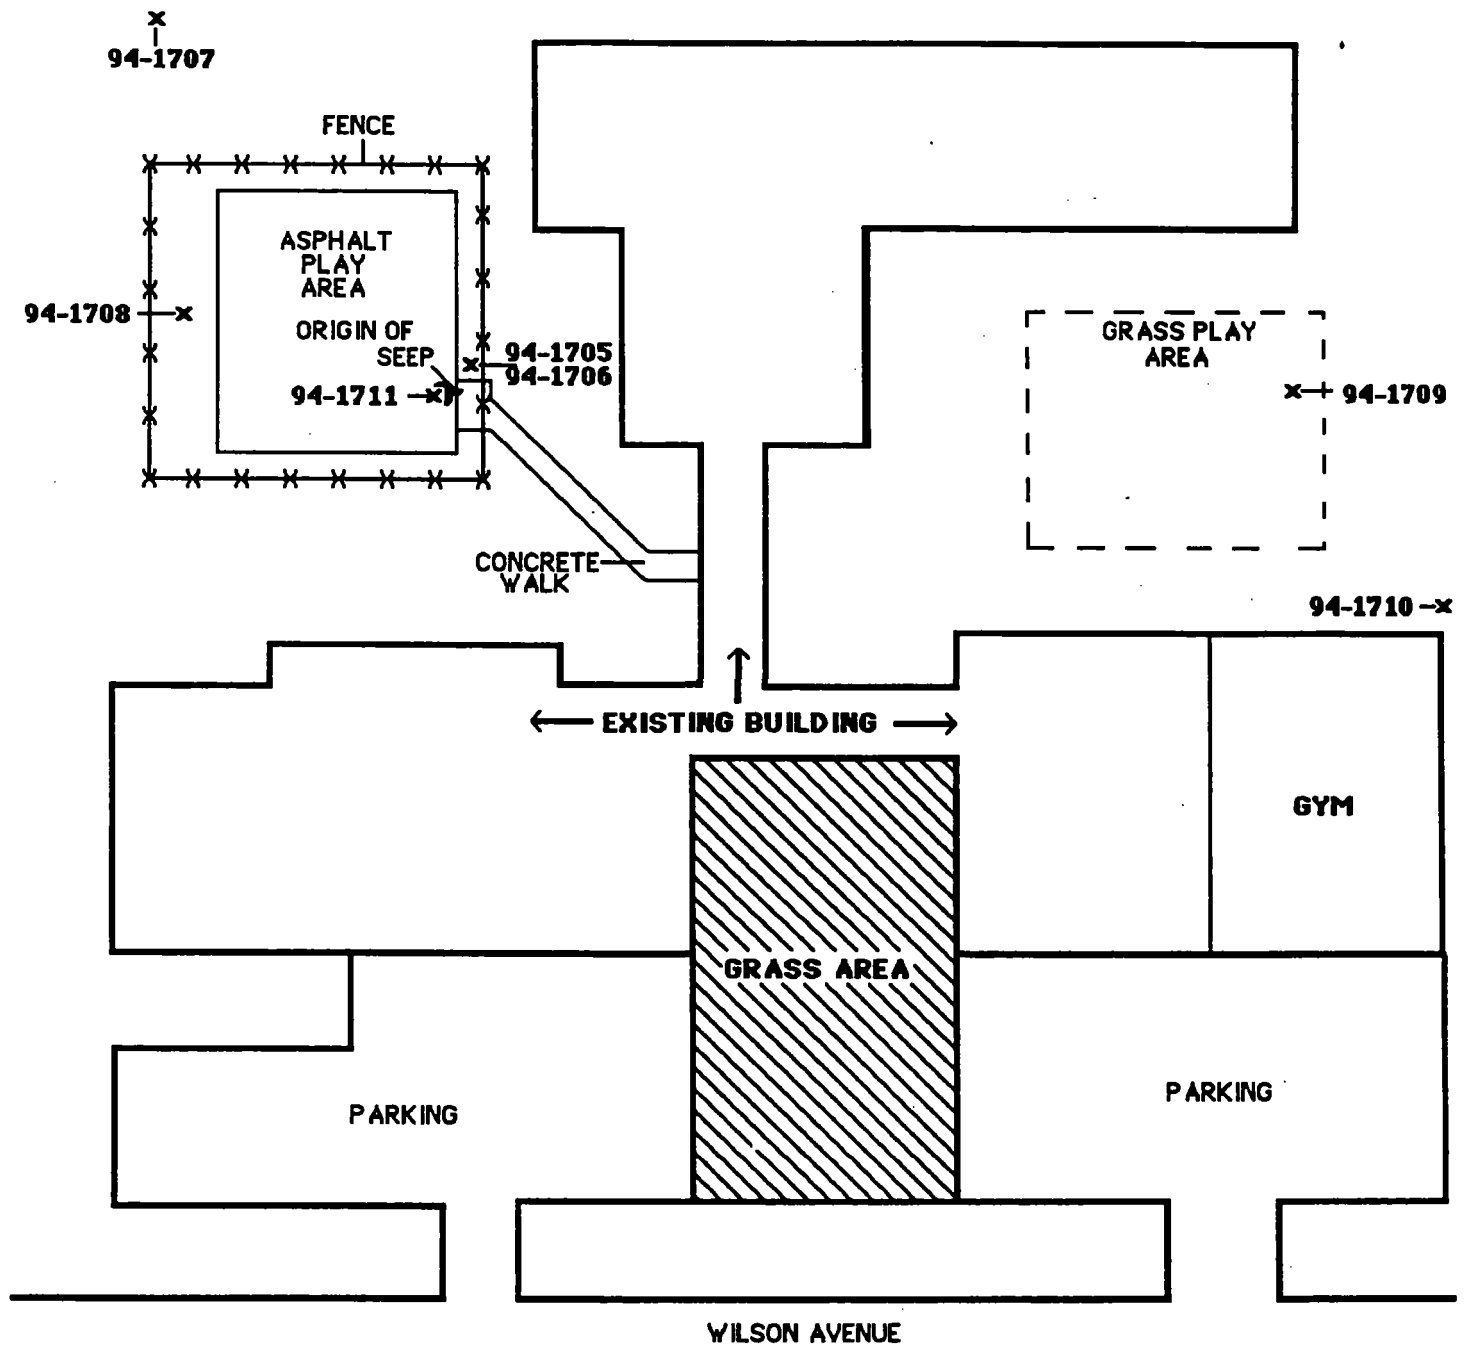 94-1707
FENCE
ASPHALT
PLAY
AREA
94-1708
ORIGIN OF
SEEP
94-1705
94-1706
94-1711
GRASS PLAY
AREA
94-1709
CONCRETE
WALK
94-1710
EXISTING BUILDING
GYM
GRASS AREA
PARKING
PARKING
WILSON AVENUE